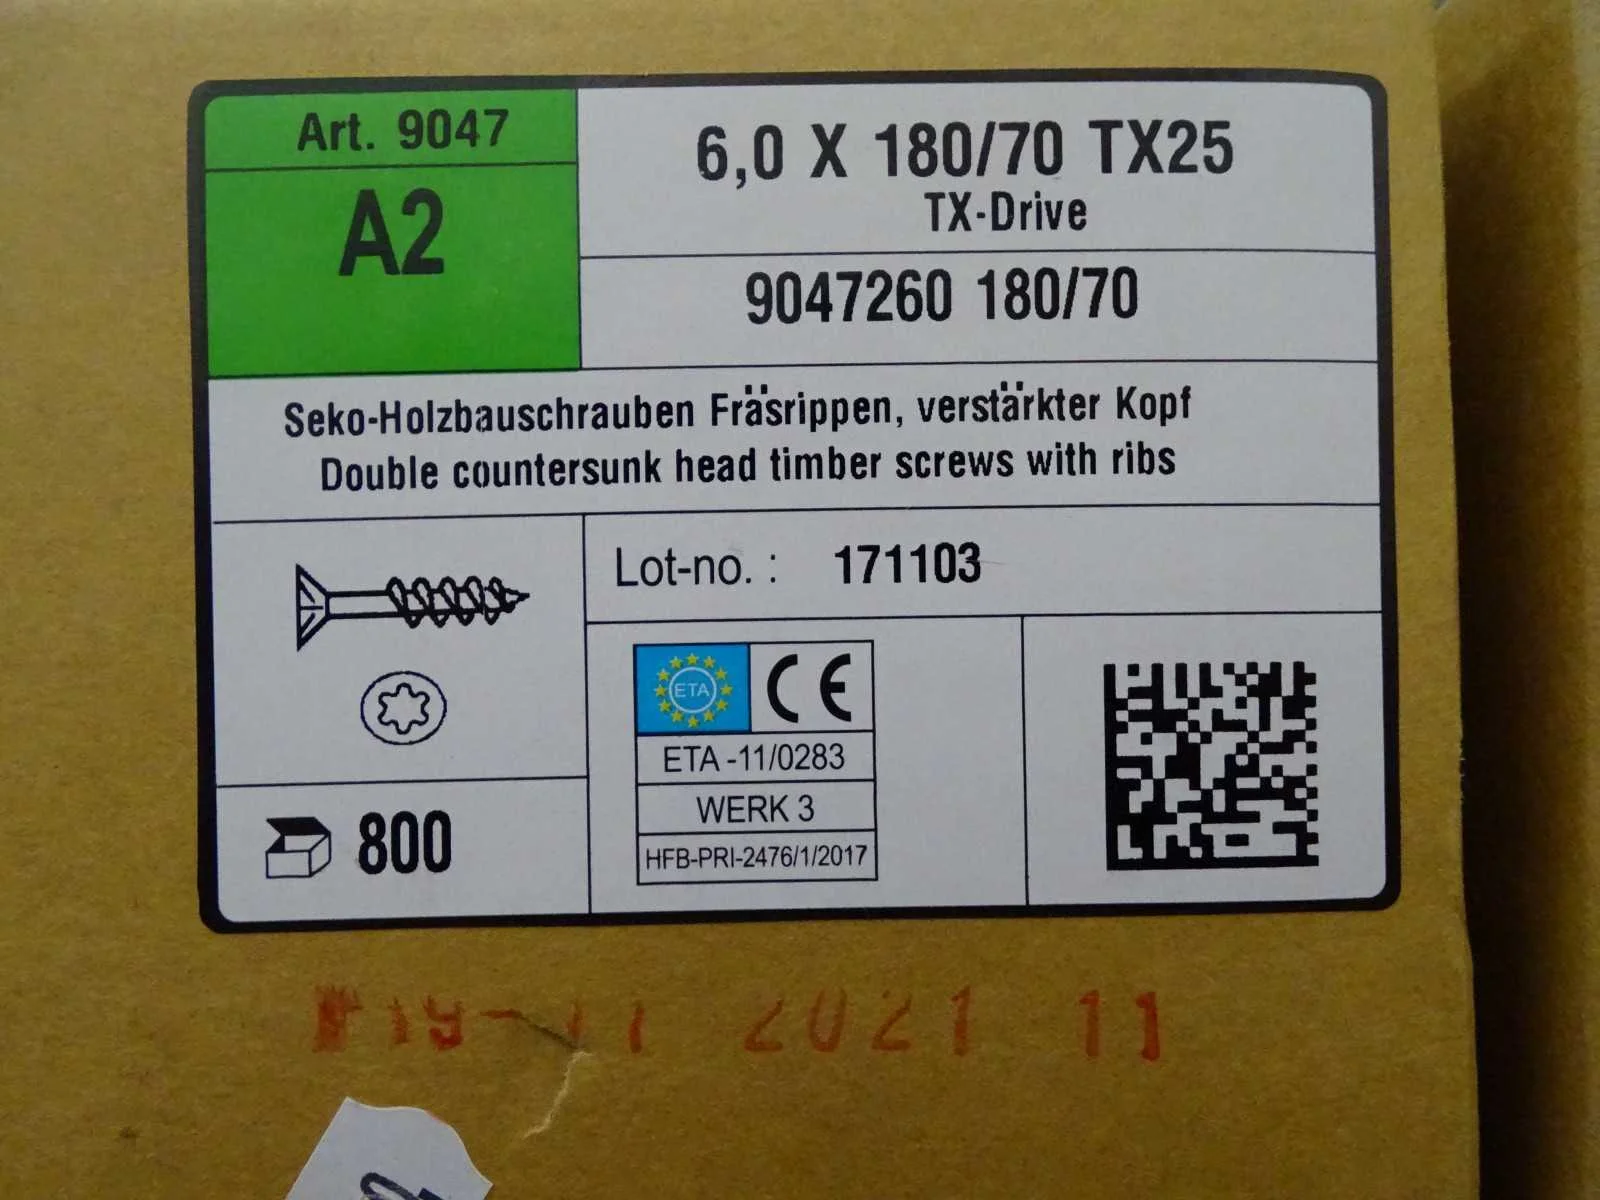 Art. 9047
A2
6,0 X 180/70 TX25
TX-Drive
9047260 180/70
Seko-Holzbauschrauben Fräsrippen, verstärkter Kopf
Double countersunk head timber screws with ribs
Lot-no. : 171103
ETA
CE
ETA -11/0283
WERK 3
HFB-PRI-2476/1/2017
800
2021 11